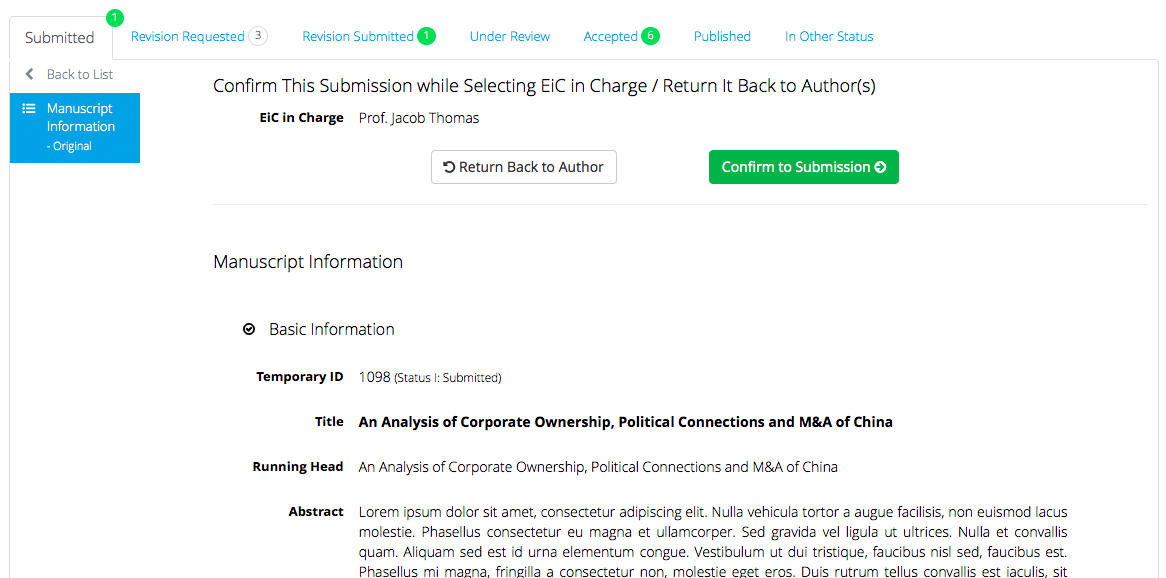 1
Submitted
Revision Requested 3
Revision Submitted 1
Under Review
Accepted 6
Published
In Other Status
Back to List
Manuscript
Information
- Original
Confirm This Submission while Selecting EiC in Charge / Return It Back to Author(s)
EiC in Charge Prof. Jacob Thomas
Return Back to Author
Confirm to Submission
Manuscript Information
Basic Information
Temporary ID 1098 (Status I: Submitted)
Title An Analysis of Corporate Ownership, Political Connections and M&A of China
Running Head An Analysis of Corporate Ownership, Political Connections and M&A of China
Abstract Lorem ipsum dolor sit amet, consectetur adipiscing elit. Nulla vehicula tortor a augue facilisis, non euismod lacus
molestie. Phasellus consectetur eu magna et ullamcorper. Sed gravida vel ligula ut ultrices. Nulla et convallis
quam. Aliquam sed est id urna elementum congue. Vestibulum ut dui tristique, faucibus nisl sed, faucibus est.
Phasellus mi magna, fringilla a consectetur non, molestie eget eros. Duis rutrum tellus convallis est iaculis, sit